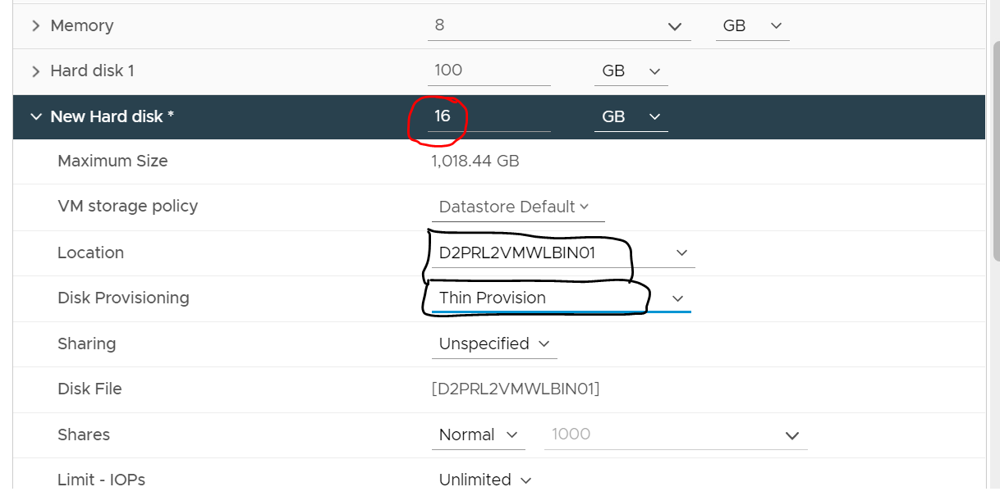 Memory 8 GB
Hard disk 1 100 GB
New Hard disk * 16 GB
Maximum Size 1,018.44 GB
VM storage policy Datastore Default
Location D2PRL2VMWLBIN01
Disk Provisioning Thin Provision
Sharing Unspecified
Disk File [D2PRL2VMWLBIN01]
Shares Normal 1000
Limit - IOPs Unlimited